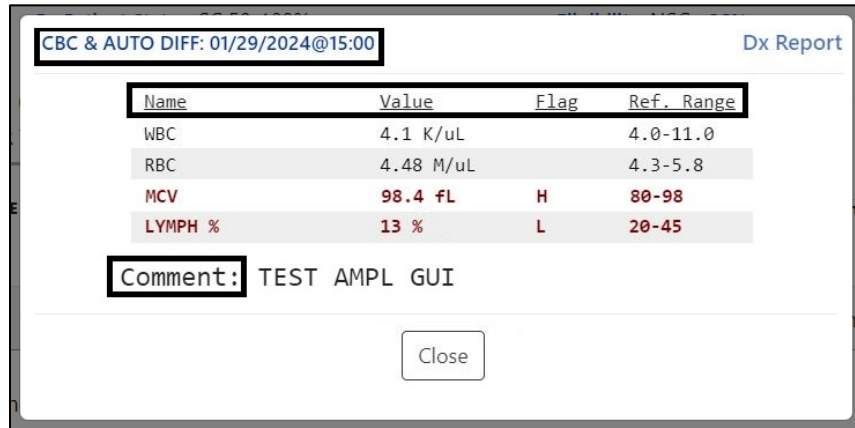 CBC & AUTO DIFF: 01/29/2024@15:00 Dx Report
Name Value Flag Ref. Range
WBC 4.1 K/uL 4.0-11.0
RBC 4.48 M/uL 4.3-5.8
MCV 98.4 fL H 80-98
LYMPH % 13 % L 20-45
Comment: TEST AMPL GUI
Close